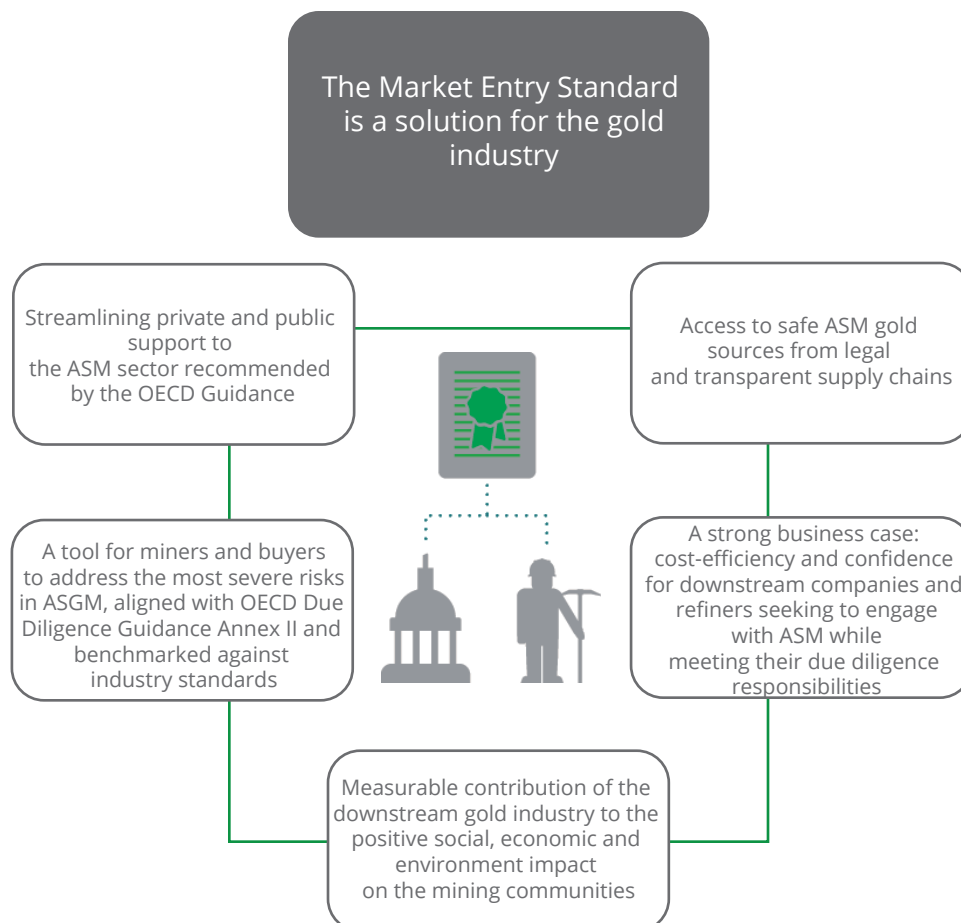 The Market Entry Standard
is a solution for the gold
industry
Streamlining private and public
support to
the ASM sector recommended
by the OECD Guidance
Access to safe ASM gold
sources from legal
and transparent supply chains
A tool for miners and buyers
to address the most severe risks
in ASGM, aligned with OECD Due
Diligence Guidance Annex II and
benchmarked against
industry standards
A strong business case:
cost-efficiency and confidence
for downstream companies and
refiners seeking to engage
with ASM while
meeting their due diligence
responsibilities
Measurable contribution of the
downstream gold industry to the
positive social, economic and
environment impact
on the mining communities